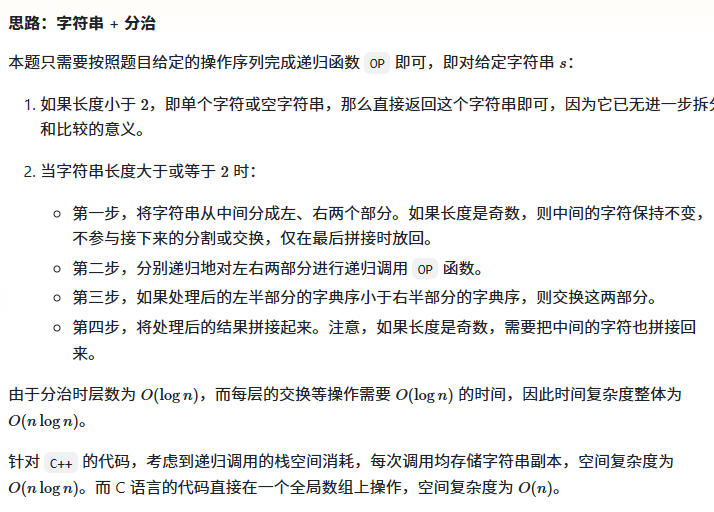 思路：字符串 + 分治
本题只需要按照题目给定的操作序列完成递归函数 OP 即可，即对给定字符串 s：
1. 如果长度小于 2，即单个字符或空字符串，那么直接返回这个字符串即可，因为它已无进一步拆分
和比较的意义。
2. 当字符串长度大于或等于 2 时：
○ 第一步，将字符串从中间分成左、右两个部分。如果长度是奇数，则中间的字符保持不变，
不参与接下来的分割或交换，仅在最后拼接时放回。
○ 第二步，分别递归地对左右两部分进行递归调用 OP 函数。
○ 第三步，如果处理后的左半部分的字典序小于右半部分的字典序，则交换这两部分。
○ 第四步，将处理后的结果拼接起来。注意，如果长度是奇数，需要把中间的字符也拼接回
来。
由于分治时层数为 O(log n)，而每层的交换等操作需要 O(log n) 的时间，因此时间复杂度整体为
O(n log n)。
针对 C++ 的代码，考虑到递归调用的栈空间消耗，每次调用均存储字符串副本，空间复杂度为
O(n log n)。而 C 语言的代码直接在一个全局数组上操作，空间复杂度为 O(n)。